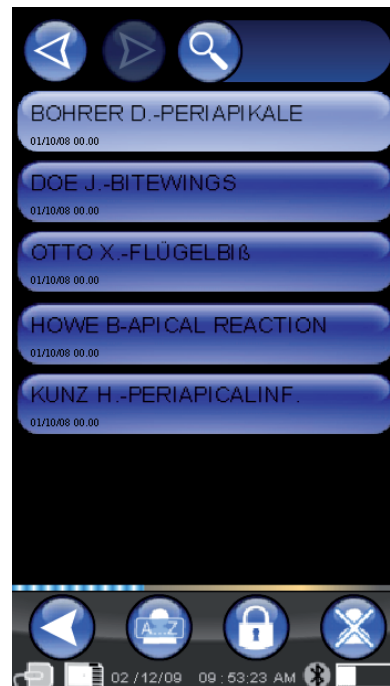 BOHRER D.-PERIAPIKALE
01/10/08 00.00
DOE J.-BITEWINGS
01/10/08 00.00
OTTO X.-FLÜGELBIß
01/10/08 00.00
HOWE B-APICAL REACTION
01/10/08 00.00
KUNZ H.-PERIAPICALINF.
01/10/08 00.00
A...Z
02/12/09 09:53:23 AM